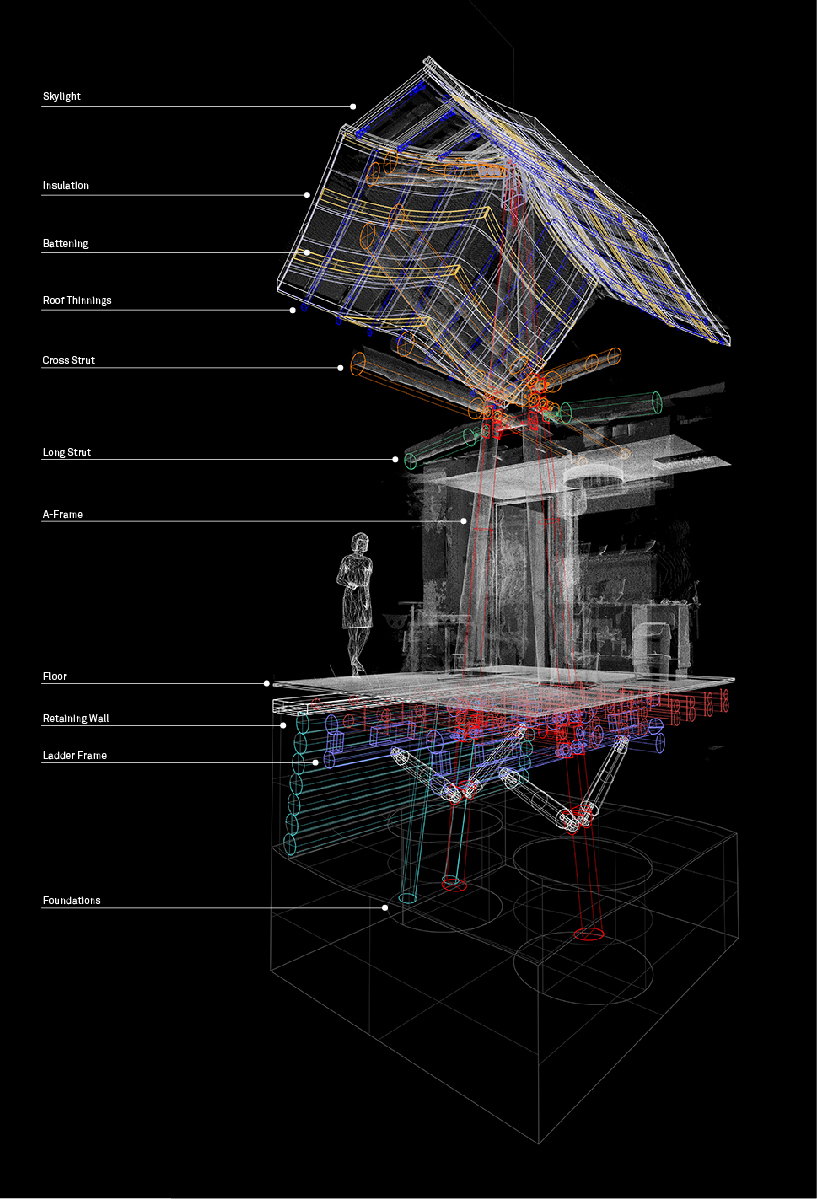 Skylight
Insulation
Battening
Roof Thinnings
Cross Strut
Long Strut
A-Frame
Floor
Retaining Wall
Ladder Frame
Foundations